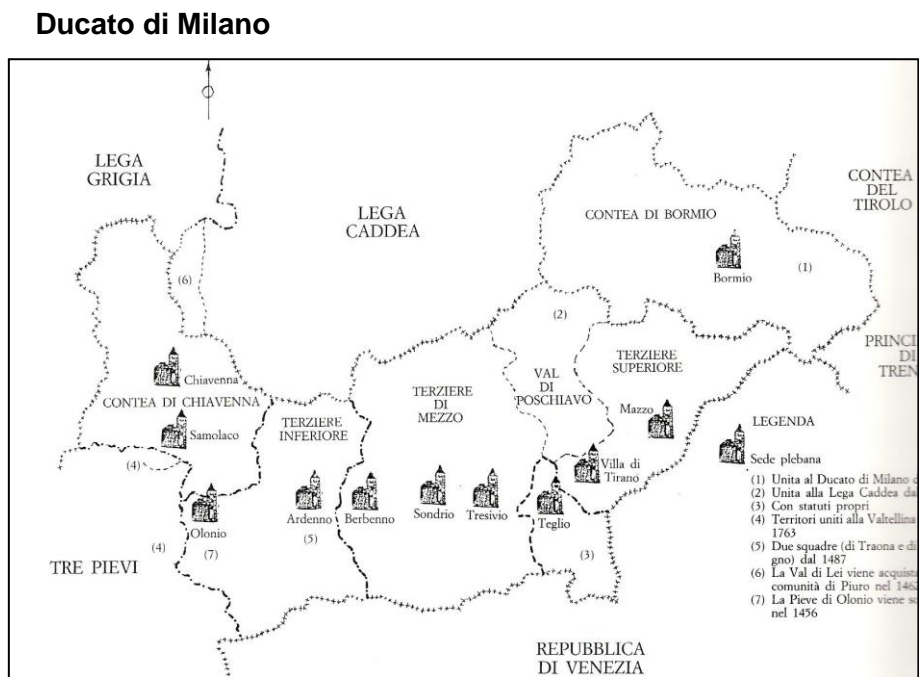 Ducato di Milano
LEGA
GRIGIA
LEGA
CADDEA
CONTEA
DEL
TIROLO
CONTEA DI BORMIO
Bormio
(1)
(6)
(2)
PRINCI
DI
TREN
TERZIERE
SUPERIORE
VAL
DI
POSCHIAVO
TERZIERE
DI
MEZZO
Chiavenna
CONTEA DI CHIAVENNA
Samolaco
TERZIERE
INFERIORE
Mazzo
Villa di
Tirano
(4)
Olonio
Ardenno
Berbenno
Sondrio
Tresivio
Teglio
(4)
(7)
(5)
(3)
TRE PIEVI
REPUBBLICA
DI VENEZIA
LEGENDA
Sede plebana
(1) Unita al Ducato di Milano
(2) Unita alla Lega Caddea da
(3) Con statuti propri
(4) Territori uniti alla Valtellina
1763
(5) Due squadre (di Traona e di
gno) dal 1487
(6) La Val di Lei viene acquist
comunità di Piuro nel 1462
(7) La Pieve di Olonio viene
nel 1456